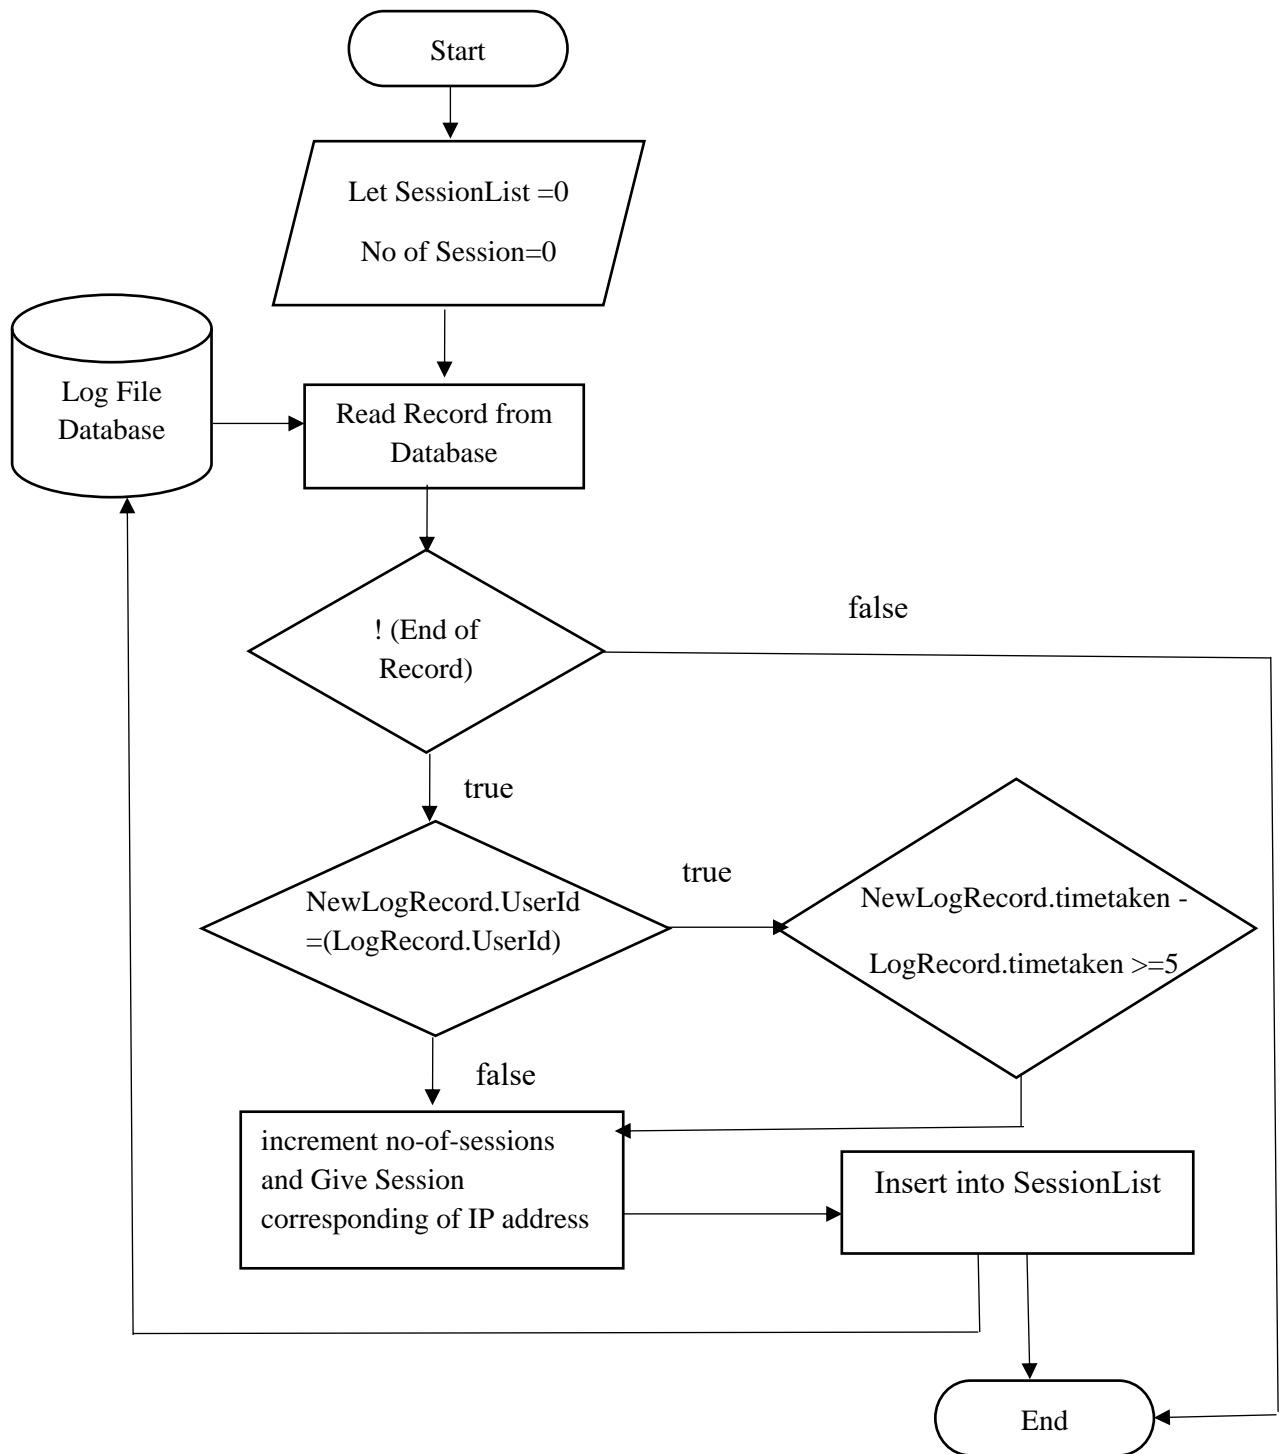 Start
Let SessionList =0
No of Session=0
Log File
Database
Read Record from
Database
! (End of
Record)
false
true
NewLogRecord.UserId
=(LogRecord.UserId)
true
NewLogRecord.timetaken -
LogRecord.timetaken >=5
false
increment no-of-sessions
and Give Session
corresponding of IP address
Insert into SessionList
End